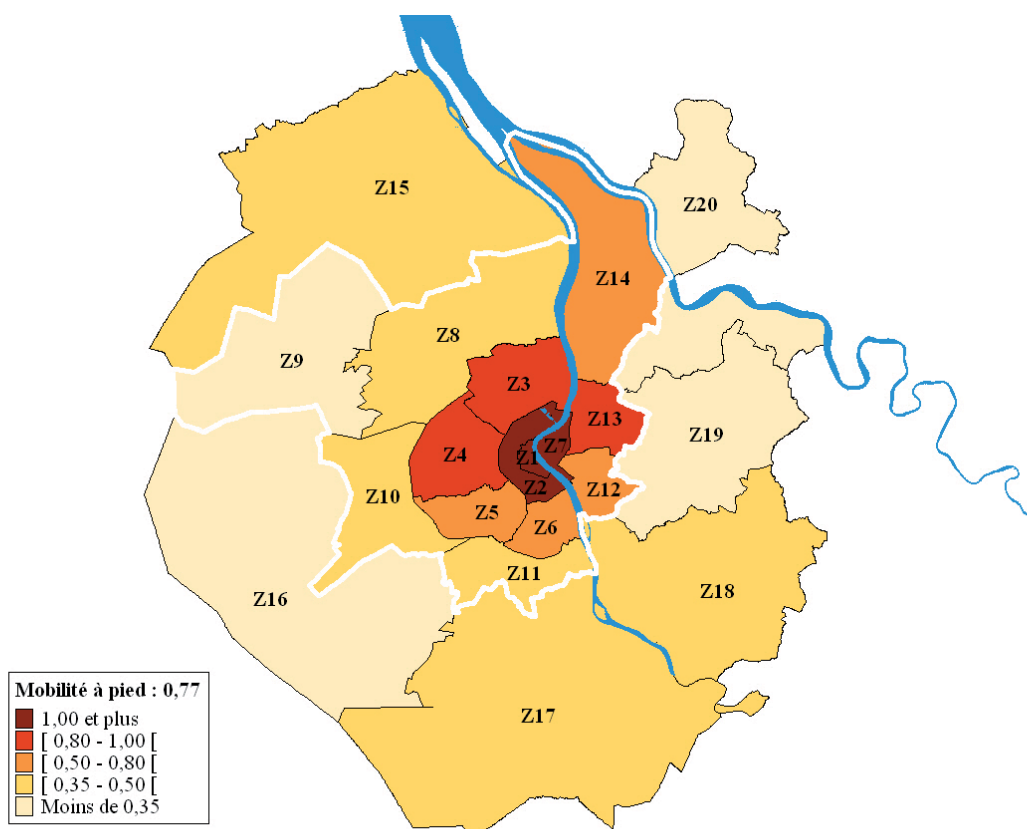 Z15
Z20
Z14
Z8
Z9
Z3
Z13
Z19
Z7
Z4
Z1
Z2
Z12
Z10
Z5
Z6
Z11
Z18
Z16
Z17
Mobilité à pied : 0,77
1,00 et plus
[ 0,80 - 1,00 [
[ 0,50 - 0,80 [
[ 0,35 - 0,50 [
Moins de 0,35